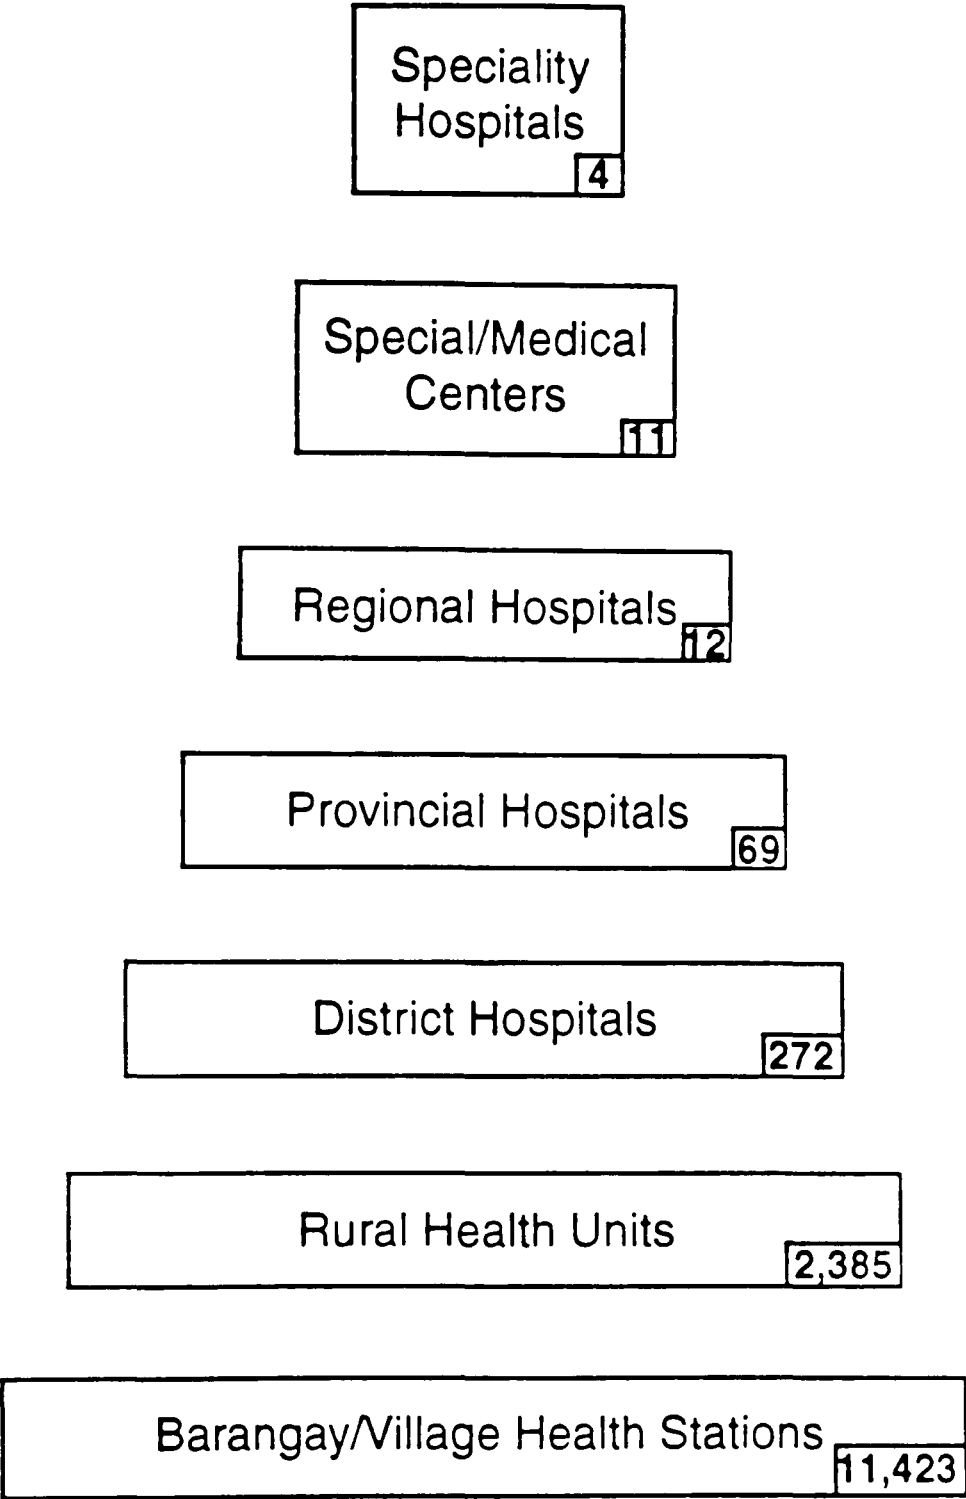 Speciality
Hospitals
4
Special/Medical
Centers
11
Regional Hospitals
12
Provincial Hospitals
69
District Hospitals
272
Rural Health Units
2,385
Barangay/Village Health Stations
11,423